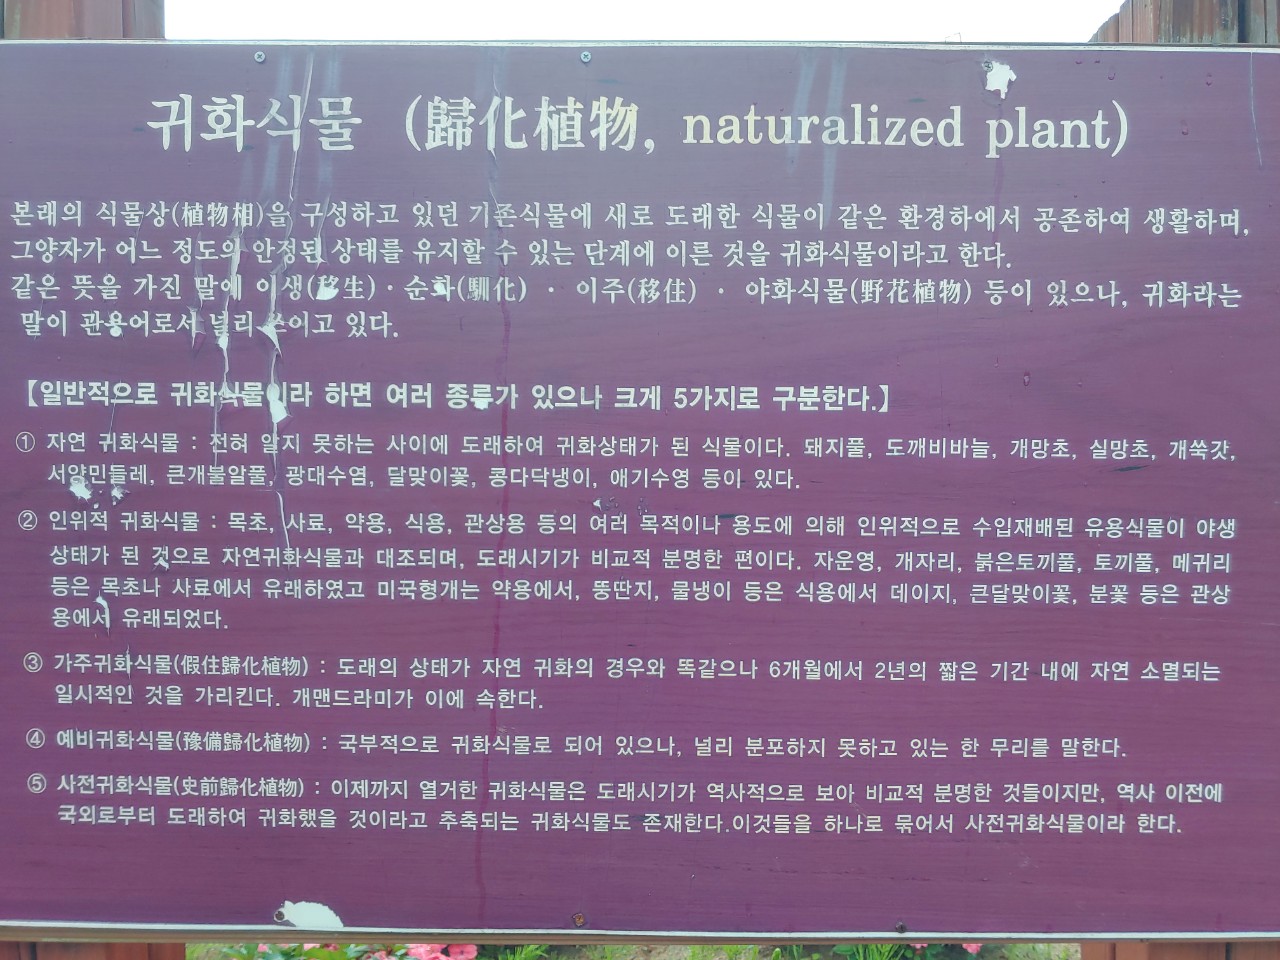 귀화식물 (歸化植物, naturalized plant)
본래의 식물상(植物相)을 구성하고 있던 기존식물에 새로 도래한 식물이 같은 환경하에서 공존하여 생활하며,
그양자가 어느 정도의 안정된 상태를 유지할 수 있는 단계에 이른 것을 귀화식물이라고 한다.
같은 뜻을 가진 말에 이생(移生)·순화(馴化) · 이주(移住) · 야화식물(野花植物) 등이 있으나, 귀화라는
말이 관용어로서 널리 쓰이고 있다.
【일반적으로 귀화식물이라 하면 여러 종류가 있으나 크게 5가지로 구분한다.】
① 자연 귀화식물 : 전혀 알지 못하는 사이에 도래하여 귀화상태가 된 식물이다. 돼지풀, 도깨비바늘, 개망초, 실망초, 개쑥갓,
서양민들레, 큰개불알풀, 광대수염, 달맞이꽃, 콩다닥냉이, 애기수영 등이 있다.
② 인위적 귀화식물 : 목초, 사료, 약용, 식용, 관상용 등의 여러 목적이나 용도에 의해 인위적으로 수입재배된 유용식물이 야생
상태가 된 것으로 자연귀화식물과 대조되며, 도래시기가 비교적 분명한 편이다. 자운영, 개자리, 붉은토끼풀, 토끼풀, 메귀리
등은 목초나 사료에서 유래하였고 미국형개는 약용에서, 뚱딴지, 물냉이 등은 식용에서 데이지, 큰달맞이꽃, 분꽃 등은 관상
용에서 유래되었다.
③ 가주귀화식물(假住歸化植物) : 도래의 상태가 자연 귀화의 경우와 똑같으나 6개월에서 2년의 짧은 기간 내에 자연 소멸되는
일시적인 것을 가리킨다. 개맨드라미가 이에 속한다.
④ 예비귀화식물(豫備歸化植物) : 국부적으로 귀화식물로 되어 있으나, 널리 분포하지 못하고 있는 한 무리를 말한다.
⑤ 사전귀화식물(史前歸化植物) : 이제까지 열거한 귀화식물은 도래시기가 역사적으로 보아 비교적 분명한 것들이지만, 역사 이전에
국외로부터 도래하여 귀화했을 것이라고 추축되는 귀화식물도 존재한다.이것들을 하나로 묶어서 사전귀화식물이라 한다.